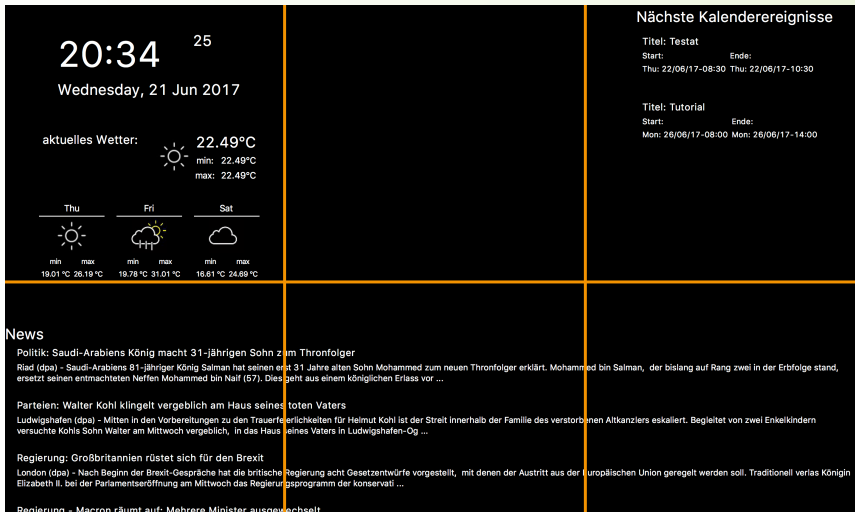 20:34
25
Wednesday, 21 Jun 2017
aktuelles Wetter:
22.49°C
min: 22.49°C
max: 22.49°C
Thu Fri Sat
min max min max min max
19.01 °C 26.19 °C 19.78 °C 31.01 °C 16.61 °C 24.69 °C
Nächste Kalenderereignisse
Titel: Testat
Start: Ende:
Thu: 22/06/17-08:30 Thu: 22/06/17-10:30
Titel: Tutorial
Start: Ende:
Mon: 26/06/17-08:00 Mon: 26/06/17-14:00
News
Politik: Saudi-Arabiens König macht 31-jährigen Sohn zum Thronfolger
Riad (dpa) - Saudi-Arabiens 81-jähriger König Salman hat seinen erst 31 Jahre alten Sohn Mohammed zum neuen Thronfolger erklärt. Mohammed bin Salman, der bislang auf Rang zwei in der Erbfolge stand,
ersetzt seinen entmachteten Neffen Mohammed bin Naif (57). Dies geht aus einem königlichen Erlass vor ...
Parteien: Walter Kohl klingelt vergeblich am Haus seines toten Vaters
Ludwigshafen (dpa) - Mitten in den Vorbereitungen zu den Trauerfeierlichkeiten für Helmut Kohl ist der Streit innerhalb der Familie des verstorbenen Altkanzlers eskaliert. Begleitet von zwei Enkelkindern
versuchte Kohls Sohn Walter am Mittwoch vergeblich, in das Haus seines Vaters in Ludwigshafen-Og ...
Regierung: Großbritannien rüstet sich für den Brexit
London (dpa) - Nach Beginn der Brexit-Gespräche hat die britische Regierung acht Gesetzentwürfe vorgestellt, mit denen der Austritt aus der Europäischen Union geregelt werden soll. Traditionell verlas Königin
Elizabeth II. bei der Parlamentseröffnung am Mittwoch das Regierungsprogramm der konservati ...
Regierung - Macron räumt auf: Mehrere Minister ausgewechselt